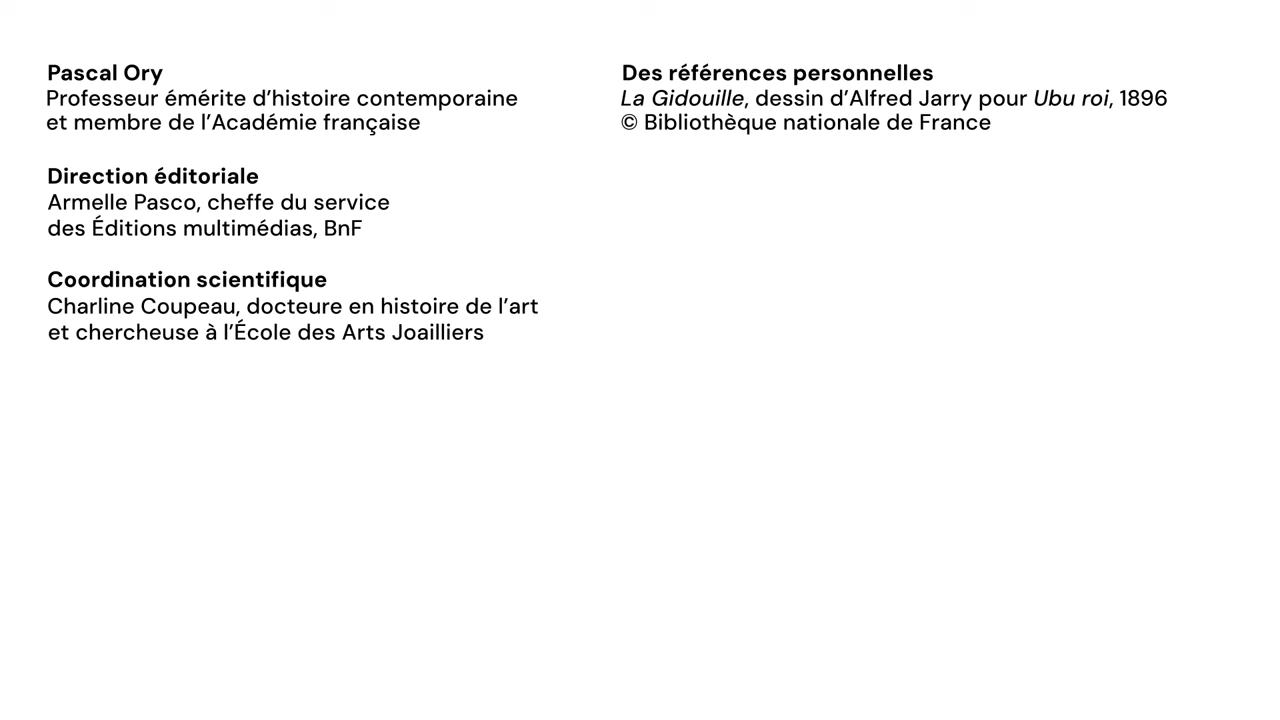 Pascal Ory
Professeur émérite d’histoire contemporaine
et membre de l’Académie française
Direction éditoriale
Armelle Pasco, cheffe du service
des Éditions multimédias, BnF
Coordination scientifique
Charline Coupeau, docteure en histoire de l’art
et chercheuse à l’École des Arts Joailliers
Des références personnelles
La Gidouille, dessin d’Alfred Jarry pour Ubu roi, 1896
© Bibliothèque nationale de France